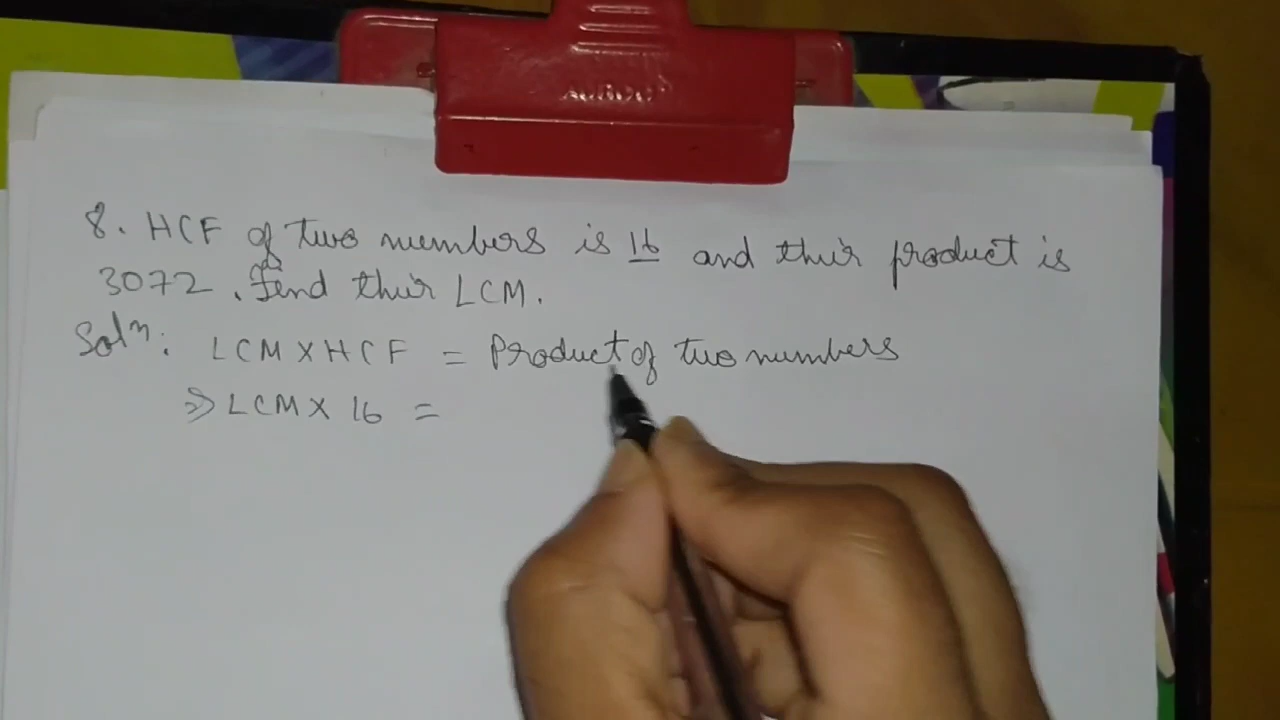 8. HCF of two numbers is 16 and their product is
3072. Find their LCM.
Soln: LCM X HCF = Product of two numbers
⇒ LCM X 16 =